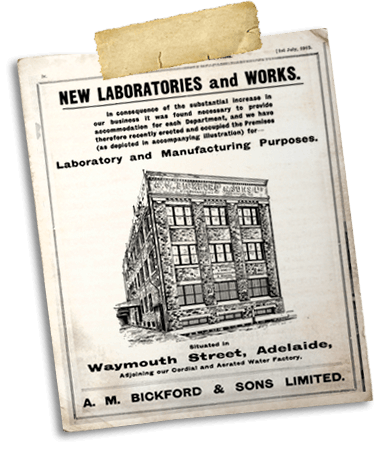 [1st July, 1912.
NEW LABORATORIES and WORKS.
In consequence of the substantial increase in
our business it was found necessary to provide
accommodation for each Department, and we have
therefore recently erected and occupied the Premises
(as depicted in accompanying illustration) for—
Laboratory and Manufacturing Purposes.
Situated in
Waymouth Street, Adelaide,
Adjoining our Cordial and Aerated Water Factory.
A. M. BICKFORD & SONS LIMITED.